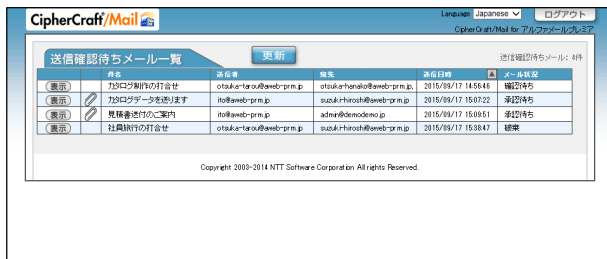 CipherCraft/Mail
Language Japanese ログアウト
CipherCraft/Mail for アルファメールプレミア
送信確認待ちメール一覧 更新 送信確認待ちメール: 4件
件名 送信者 宛先 送信日時 メール状況
表示 カタログ制作の打合せ otsuka-tarou@aweb-prm.jp otsuka-hanako@aweb-prm.jp, 2015/09/17 14:56:46 確認待ち
表示 カタログデータを送ります ito@aweb-prm.jp suzuki-hiroshi@aweb-prm.jp 2015/09/17 15:07:22 承認待ち
表示 見積書送付のご案内 ito@aweb-prm.jp admin@demodemo.jp 2015/09/17 15:09:51 承認待ち
表示 社員旅行の打合せ otsuka-tarou@aweb-prm.jp suzuki-hiroshi@aweb-prm.jp 2015/09/17 15:38:47 破棄
Copyright 2003-2014 NTT Software Corporation All rights Reserved.